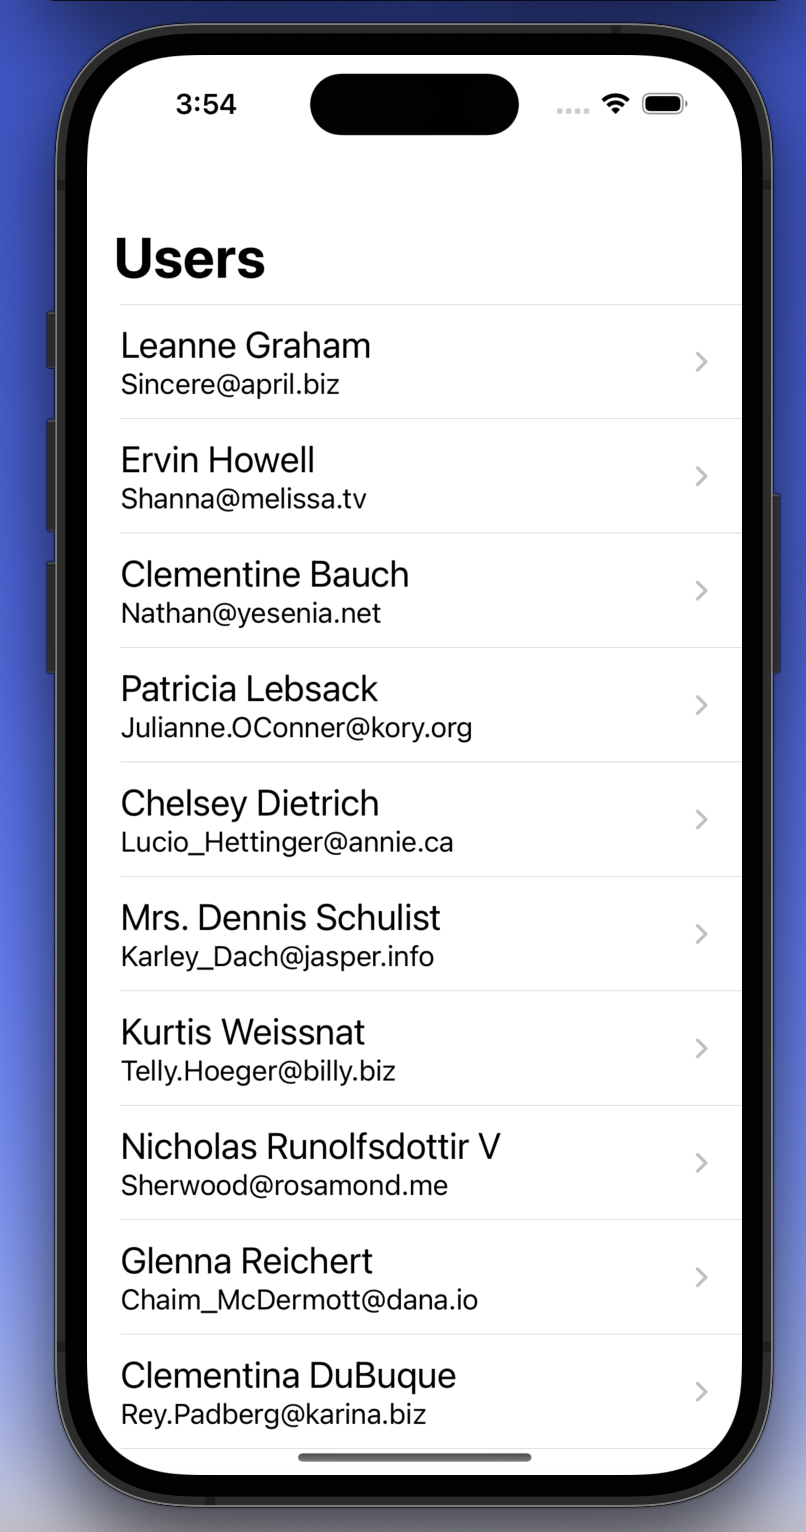 3:54
Users
Leanne Graham
Sincere@april.biz
Ervin Howell
Shanna@melissa.tv
Clementine Bauch
Nathan@yesenia.net
Patricia Lebsack
Julianne.OConner@kory.org
Chelsey Dietrich
Lucio_Hettinger@annie.ca
Mrs. Dennis Schulist
Karley_Dach@jasper.info
Kurtis Weissnat
Telly.Hoeger@billy.biz
Nicholas Runolfsdottir V
Sherwood@rosamond.me
Glenna Reichert
Chaim_McDermott@dana.io
Clementina DuBuque
Rey.Padberg@karina.biz